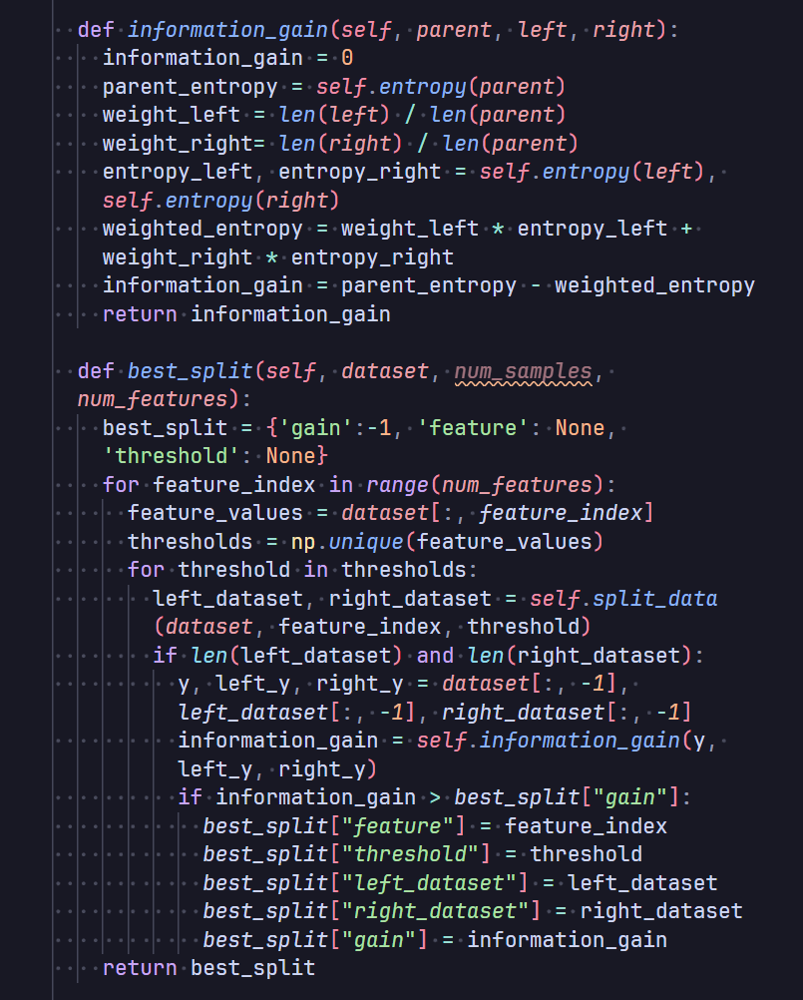 def information_gain(self, parent, left, right):
information_gain = 0
parent_entropy = self.entropy(parent)
weight_left = len(left) / len(parent)
weight_right= len(right) / len(parent)
entropy_left, entropy_right = self.entropy(left),
self.entropy(right)
weighted_entropy = weight_left * entropy_left +
weight_right * entropy_right
information_gain = parent_entropy - weighted_entropy
return information_gain
def best_split(self, dataset, num_samples,
num_features):
best_split = {'gain':-1, 'feature': None,
'threshold': None}
for feature_index in range(num_features):
feature_values = dataset[:, feature_index]
thresholds = np.unique(feature_values)
for threshold in thresholds:
left_dataset, right_dataset = self.split_data
(dataset, feature_index, threshold)
if len(left_dataset) and len(right_dataset):
y, left_y, right_y = dataset[:, -1],
left_dataset[:, -1], right_dataset[:, -1]
information_gain = self.information_gain(y,
left_y, right_y)
if information_gain > best_split["gain"]:
best_split["feature"] = feature_index
best_split["threshold"] = threshold
best_split["left_dataset"] = left_dataset
best_split["right_dataset"] = right_dataset
best_split["gain"] = information_gain
return best_split